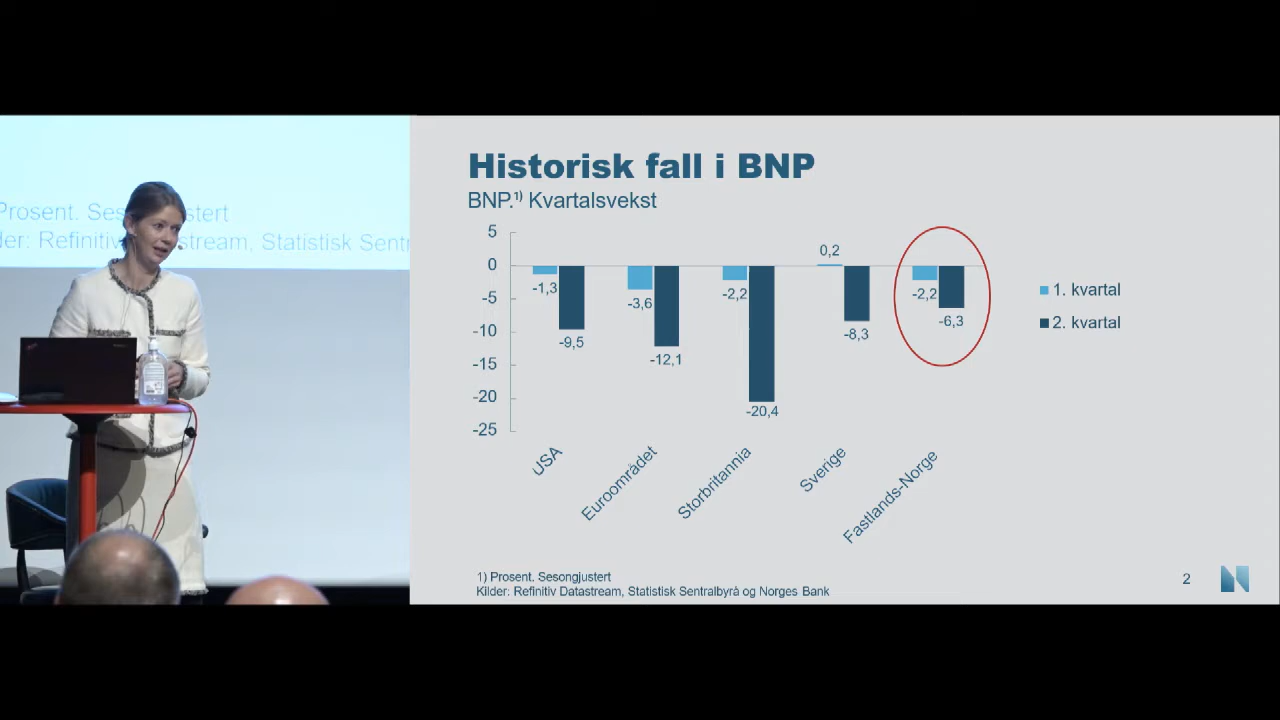 Prosent. Ses stert
der: Refinitiv stream, Statistisk Sentr
Historisk fall i BNP
BNP.¹⁾ Kvartalsvekst
5
0
-5
-10
-15
-20
-25
-1,3
-9,5
-3,6
-12,1
-2,2
-20,4
0,2
-8,3
-2,2
-6,3
USA
Euroområdet
Storbritannia
Sverige
Fastlands-Norge
1. kvartal
2. kvartal
1) Prosent. Sesongjustert
Kilder: Refinitiv Datastream, Statistisk Sentralbyrå og Norges Bank
2